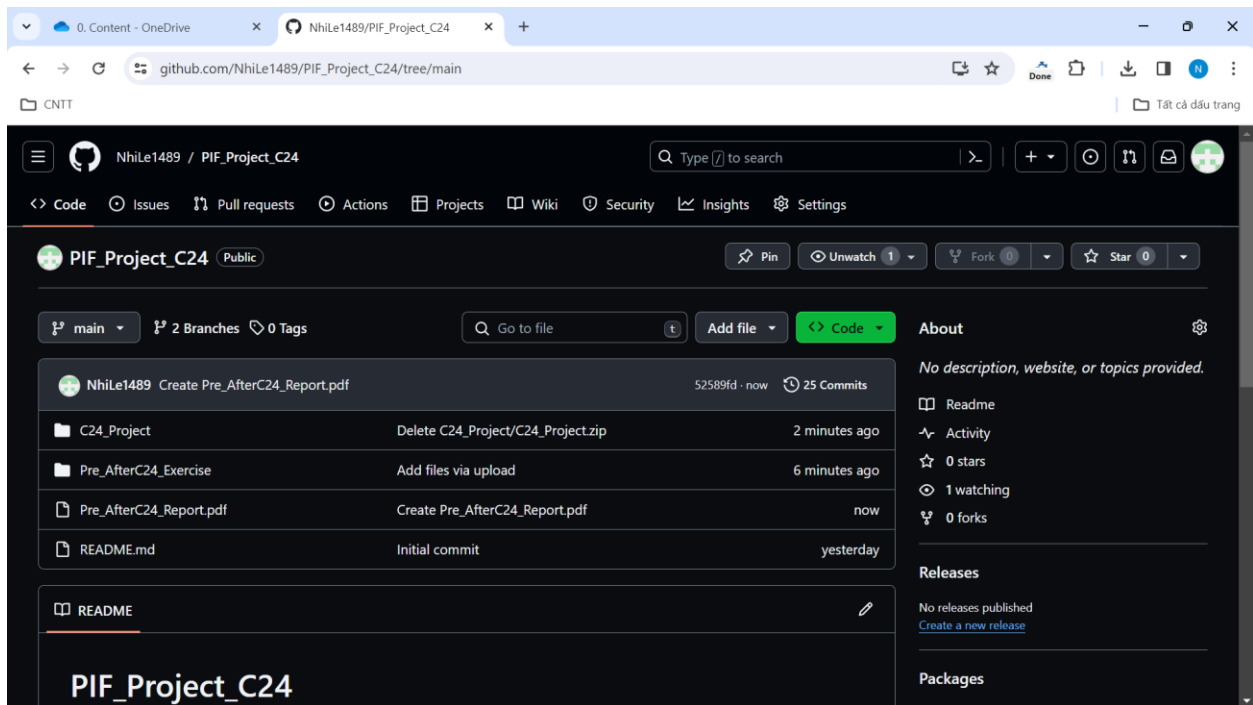 0. Content - OneDrive
NhiLe1489/PIF_Project_C24
github.com/NhiLe1489/PIF_Project_C24/tree/main
Done
N
CNTT
Tất cả dấu trang
NhiLe1489 / PIF_Project_C24
Type / to search
Code Issues Pull requests Actions Projects Wiki Security Insights Settings
PIF_Project_C24 Public
Pin Unwatch 1 Fork 0 Star 0
main 2 Branches 0 Tags
Go to file t
Add file Code
NhiLe1489 Create Pre_AfterC24_Report.pdf 52589fd · now 25 Commits
C24_Project Delete C24_Project/C24_Project.zip 2 minutes ago
Pre_AfterC24_Exercise Add files via upload 6 minutes ago
Pre_AfterC24_Report.pdf Create Pre_AfterC24_Report.pdf now
README.md Initial commit yesterday
README
PIF_Project_C24
About
No description, website, or topics provided.
Readme
Activity
0 stars
1 watching
0 forks
Releases
No releases published
Create a new release
Packages